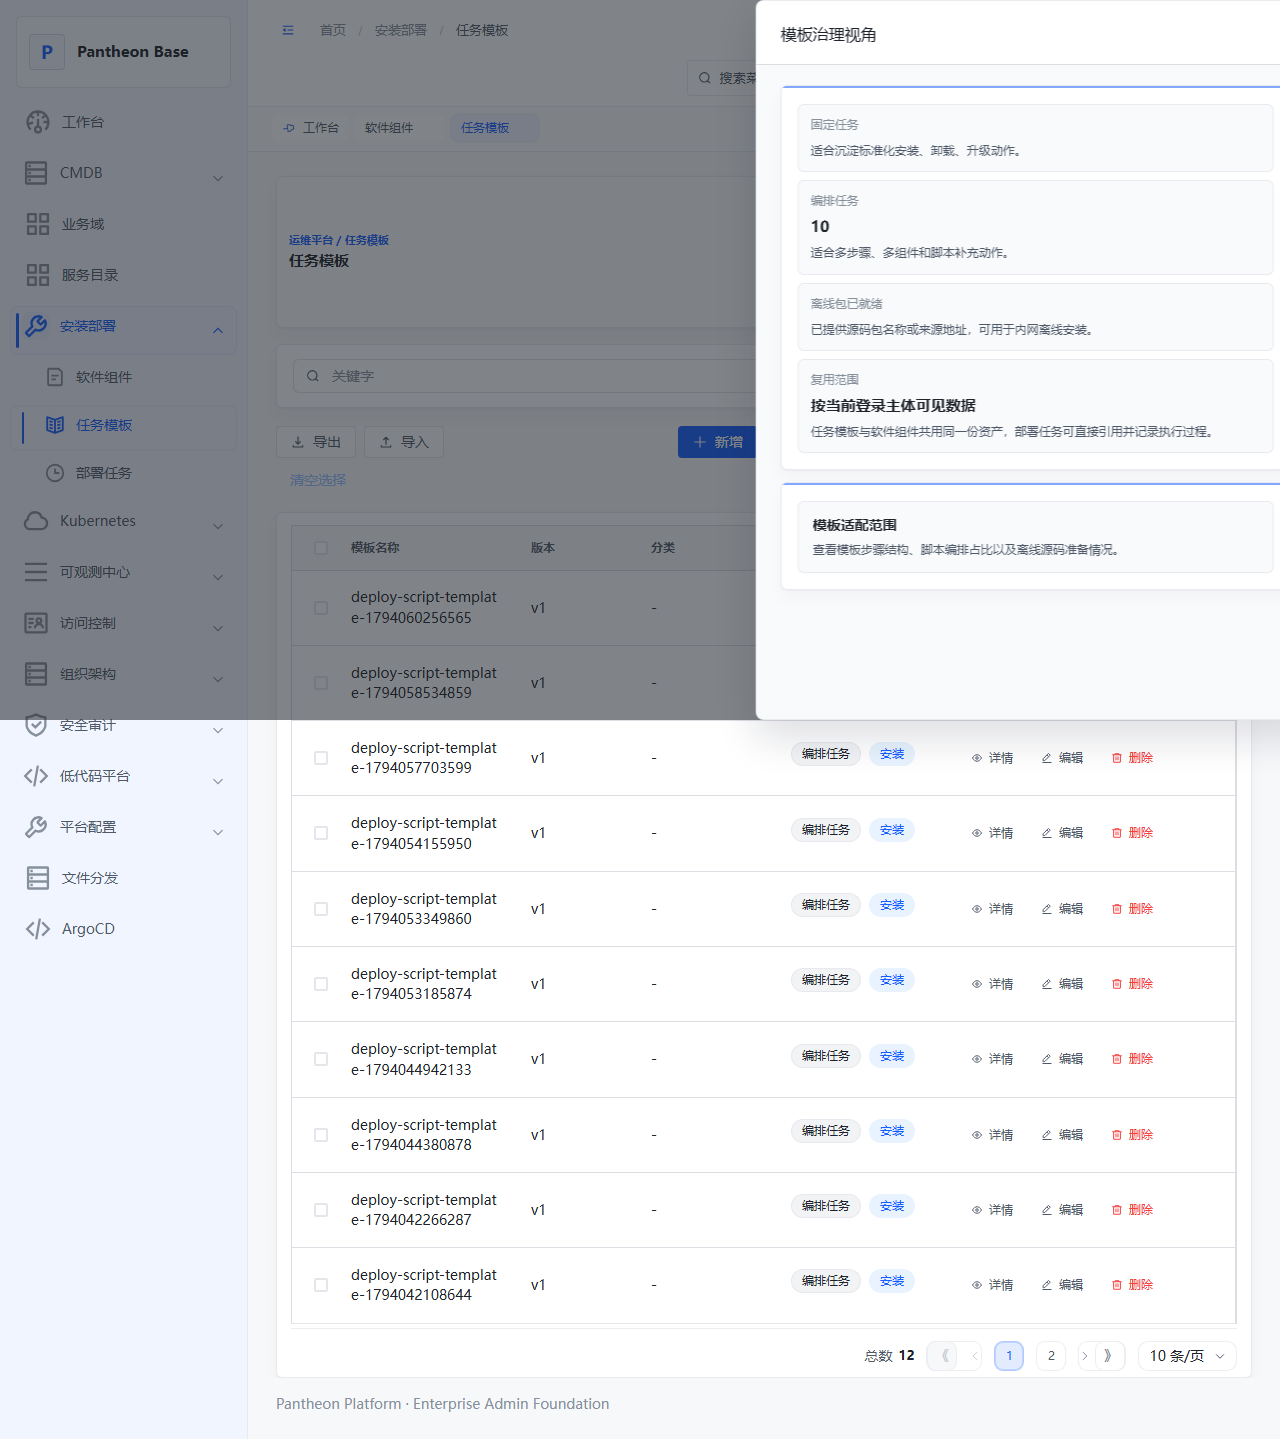 P
Pantheon Base
工作台
CMDB
业务域
服务目录
安装部署
软件组件
任务模板
部署任务
Kubernetes
可观测中心
访问控制
组织架构
安全审计
低代码平台
平台配置
文件分发
ArgoCD
首页 / 安装部署 / 任务模板
搜索菜
工作台
软件组件
任务模板
运维平台 / 任务模板
任务模板
关键字
导出
导入
新增
清空选择
模板名称 版本 分类
deploy-script-templat
e-1794060256565
v1 -
deploy-script-templat
e-1794058534859
v1 -
deploy-script-templat
e-1794057703599
v1 - 编排任务 安装 详情 编辑 删除
deploy-script-templat
e-1794054155950
v1 - 编排任务 安装 详情 编辑 删除
deploy-script-templat
e-1794053349860
v1 - 编排任务 安装 详情 编辑 删除
deploy-script-templat
e-1794053185874
v1 - 编排任务 安装 详情 编辑 删除
deploy-script-templat
e-1794044942133
v1 - 编排任务 安装 详情 编辑 删除
deploy-script-templat
e-1794044380878
v1 - 编排任务 安装 详情 编辑 删除
deploy-script-templat
e-1794042266287
v1 - 编排任务 安装 详情 编辑 删除
deploy-script-templat
e-1794042108644
v1 - 编排任务 安装 详情 编辑 删除
总数 12 《 1 2 》 10 条/页
Pantheon Platform · Enterprise Admin Foundation
模板治理视角
固定任务
适合沉淀标准化安装、卸载、升级动作。
编排任务
10
适合多步骤、多组件和脚本补充动作。
离线包已就绪
已提供源码包名称或来源地址，可用于内网离线安装。
复用范围
按当前登录主体可见数据
任务模板与软件组件共用同一份资产，部署任务可直接引用并记录执行过程。
模板适配范围
查看模板步骤结构、脚本编排占比以及离线源码准备情况。